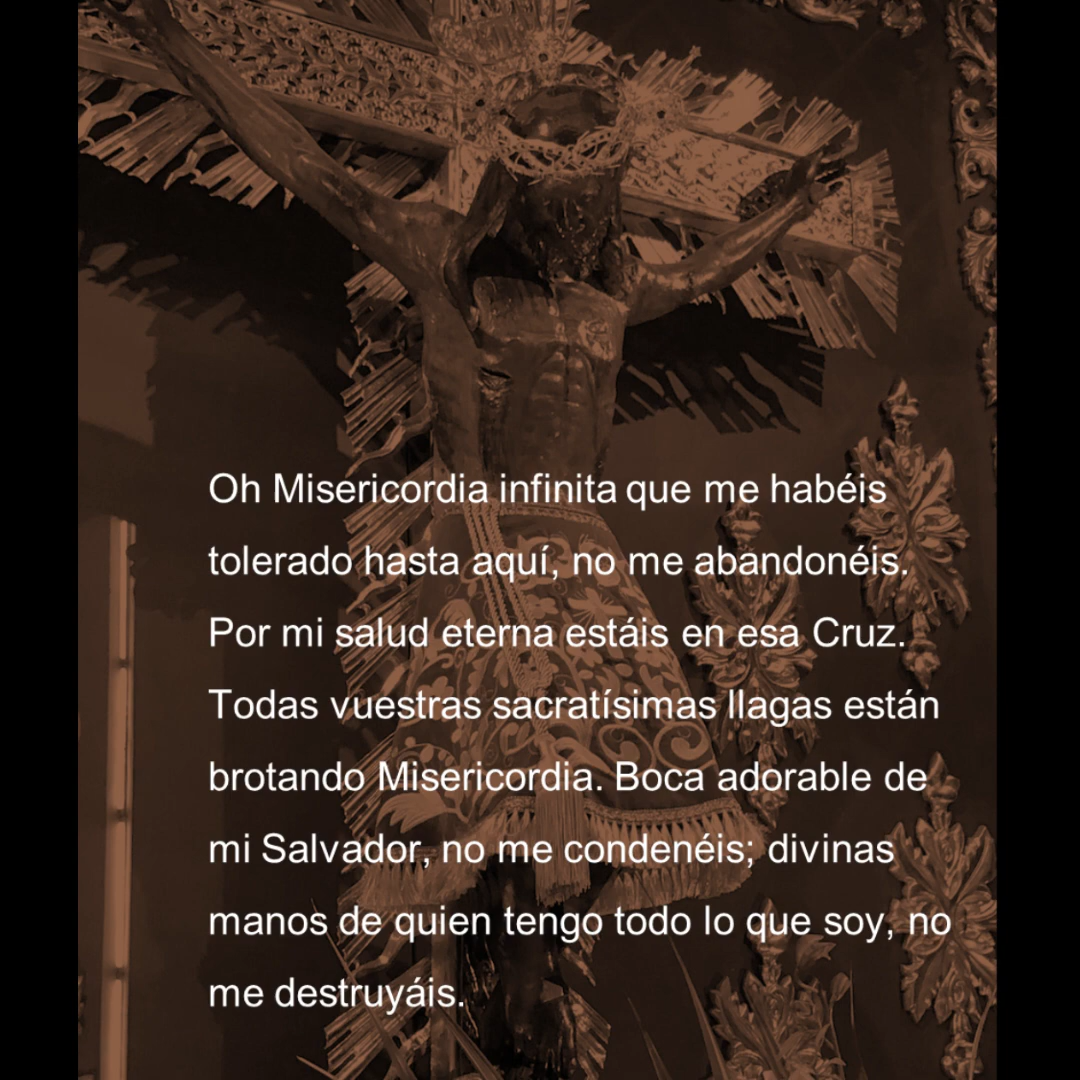 Oh Misericordia infinita que me habéis
tolerado hasta aquí, no me abandonéis.
Por mi salud eterna estáis en esa Cruz.
Todas vuestras sacratísimas llagas están
brotando Misericordia. Boca adorable de
mi Salvador, no me condenéis; divinas
manos de quien tengo todo lo que soy, no
me destruyáis.